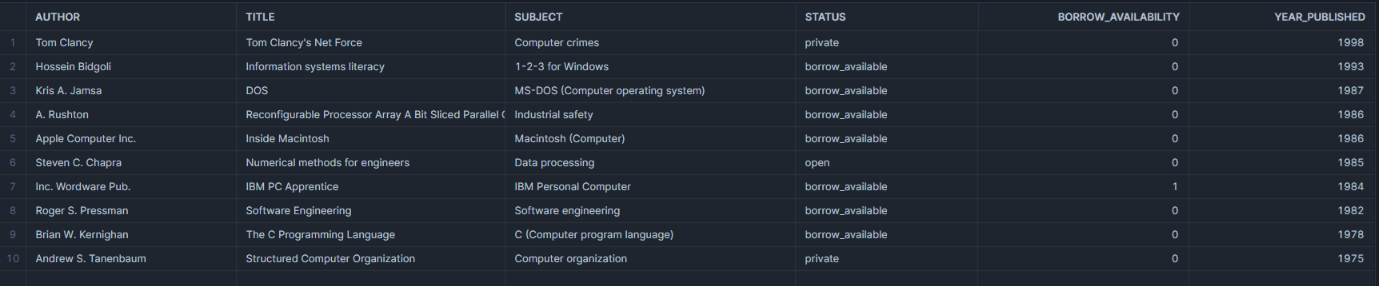 AUTHOR TITLE SUBJECT STATUS BORROW_AVAILABILITY YEAR_PUBLISHED
1 Tom Clancy Tom Clancy's Net Force Computer crimes private 0 1998
2 Hossein Bidgoli Information systems literacy 1-2-3 for Windows borrow_available 0 1993
3 Kris A. Jamsa DOS MS-DOS (Computer operating system) borrow_available 0 1987
4 A. Rushton Reconfigurable Processor Array A Bit Sliced Parallel Industrial safety borrow_available 0 1986
5 Apple Computer Inc. Inside Macintosh Macintosh (Computer) borrow_available 0 1986
6 Steven C. Chapra Numerical methods for engineers Data processing open 0 1985
7 Inc. Wordware Pub. IBM PC Apprentice IBM Personal Computer borrow_available 1 1984
8 Roger S. Pressman Software Engineering Software engineering borrow_available 0 1982
9 Brian W. Kernighan The C Programming Language C (Computer program language) borrow_available 0 1978
10 Andrew S. Tanenbaum Structured Computer Organization Computer organization private 0 1975